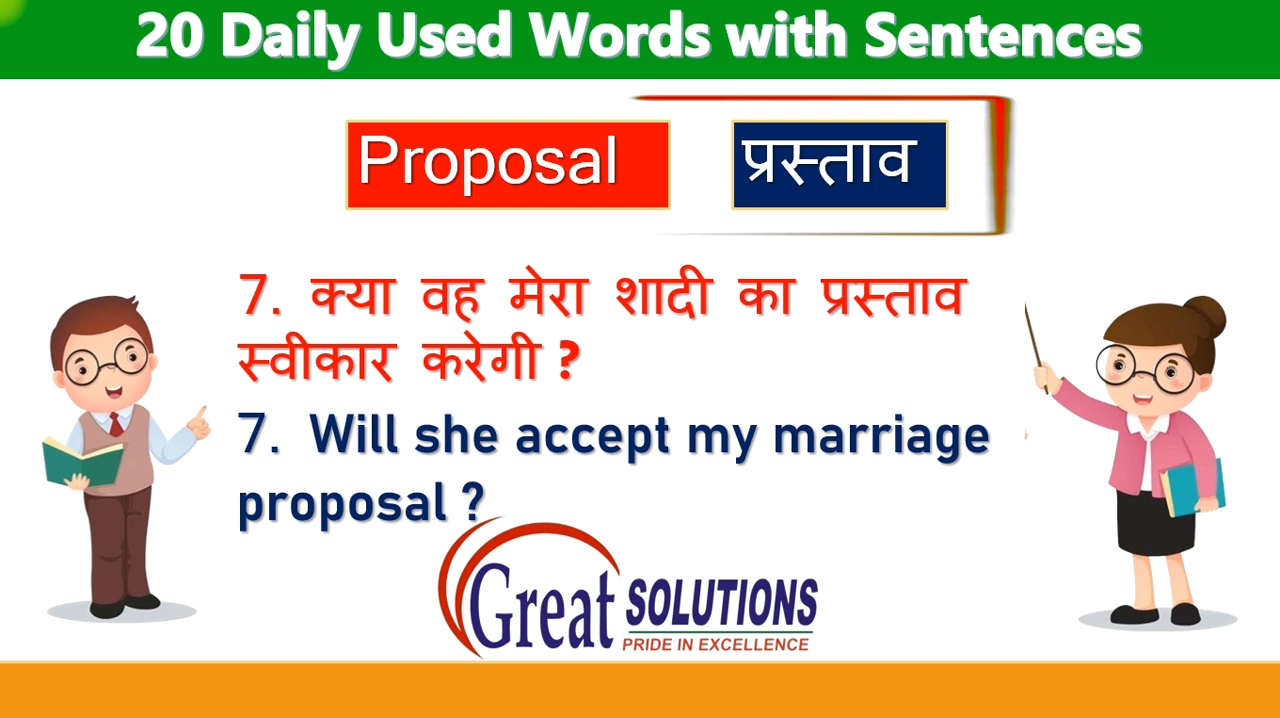 20 Daily Used Words with Sentences
Proposal
प्रस्ताव
7. क्या वह मेरा शादी का प्रस्ताव
स्वीकार करेगी ?
7. Will she accept my marriage
proposal ?
Great SOLUTIONS
PRIDE IN EXCELLENCE